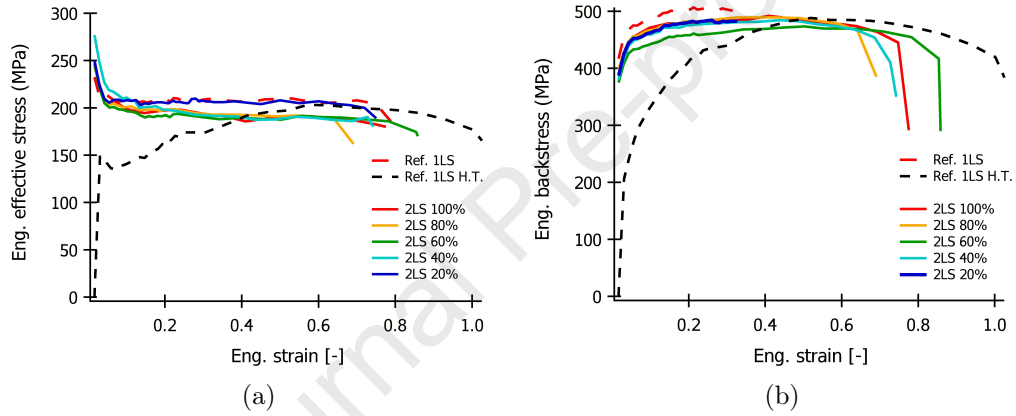 Eng. effective stress (MPa)
300
250
200
150
100
50
0
0.2
0.4
0.6
0.8
1.0
Eng. strain [-]
Ref. 1LS
Ref. 1LS H.T.
2LS 100%
2LS 80%
2LS 60%
2LS 40%
2LS 20%
(a)
Eng. backstress (MPa)
500
400
300
200
100
0
0.2
0.4
0.6
0.8
1.0
Eng. strain [-]
Ref. 1LS
Ref. 1LS H.T.
2LS 100%
2LS 80%
2LS 60%
2LS 40%
2LS 20%
(b)
urnal Pre-pr